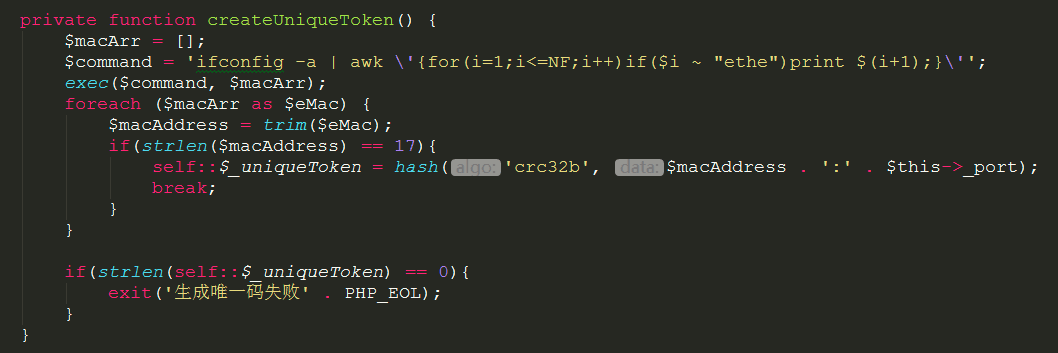 private function createUniqueToken() {
    $macArr = [];
    $command = 'ifconfig -a | awk \'{for(i=1;i<=NF;i++)if($i ~ "ethe")print $(i+1);}\'';
    exec($command, $macArr);
    foreach ($macArr as $eMac) {
        $macAddress = trim($eMac);
        if(strlen($macAddress) == 17){
            self::$_uniqueToken = hash(algo: 'crc32b', data: $macAddress . ':' . $this->_port);
            break;
        }
    }

    if(strlen(self::$_uniqueToken) == 0){
        exit('生成唯一码失败' . PHP_EOL);
    }
}